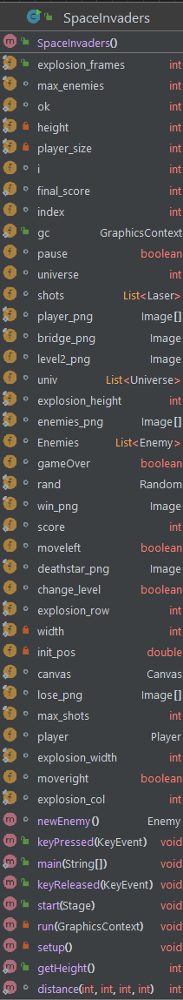 SpaceInvaders
SpaceInvaders()
explosion_frames int
max_enemies int
ok int
height int
player_size int
i int
final_score int
index int
gc GraphicsContext
pause boolean
universe int
shots List<Laser>
player_png Image[]
bridge_png Image
level2_png Image
univ List<Universe>
explosion_height int
enemies_png Image[]
Enemies List<Enemy>
gameOver boolean
rand Random
win_png Image
score int
moveleft boolean
deathstar_png Image
change_level boolean
explosion_row int
width int
init_pos double
canvas Canvas
lose_png Image[]
max_shots int
player Player
explosion_width int
moveright boolean
explosion_col int
newEnemy() Enemy
keyPressed(KeyEvent) void
main(String[]) void
keyReleased(KeyEvent) void
start(Stage) void
run(GraphicsContext) void
setup() void
getHeight() int
distance(int, int, int, int) int